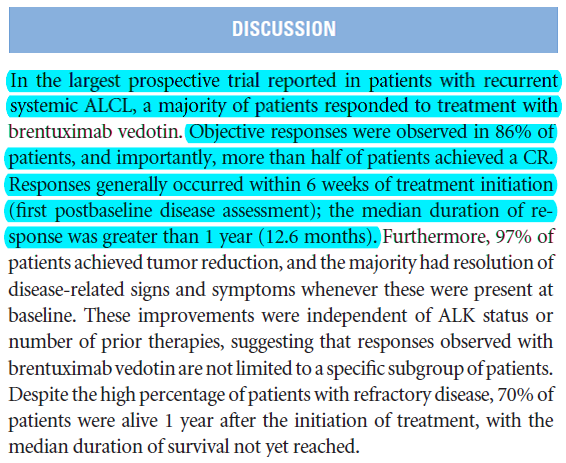 DISCUSSION
In the largest prospective trial reported in patients with recurrent
systemic ALCL, a majority of patients responded to treatment with
brentuximab vedotin. Objective responses were observed in 86% of
patients, and importantly, more than half of patients achieved a CR.
Responses generally occurred within 6 weeks of treatment initiation
(first postbaseline disease assessment); the median duration of re-
sponse was greater than 1 year (12.6 months). Furthermore, 97% of
patients achieved tumor reduction, and the majority had resolution of
disease-related signs and symptoms whenever these were present at
baseline. These improvements were independent of ALK status or
number of prior therapies, suggesting that responses observed with
brentuximab vedotin are not limited to a specific subgroup of patients.
Despite the high percentage of patients with refractory disease, 70% of
patients were alive 1 year after the initiation of treatment, with the
median duration of survival not yet reached.